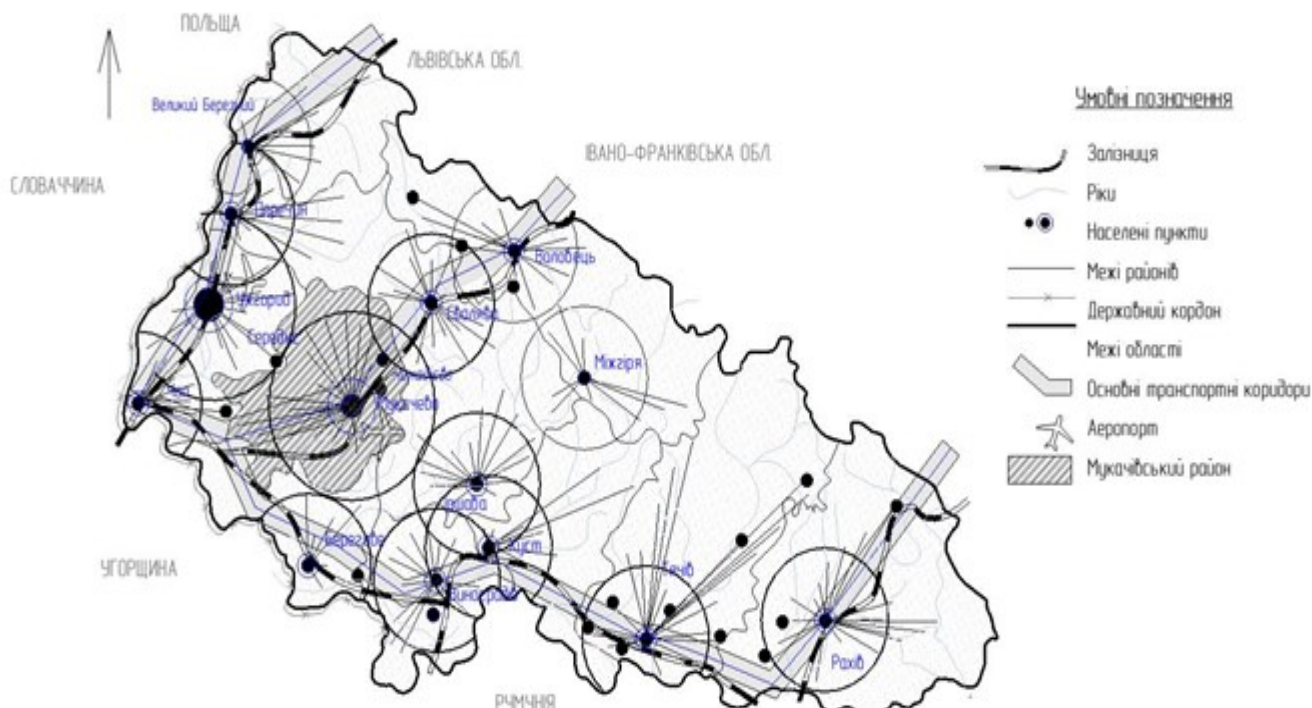 ПОЛЬЩА
ЛЬВІВСЬКА ОБЛ.
Великий Березний
ІВАНО-ФРАНКІВСЬКА ОБЛ.
СЛОВАЧЧИНА
Перечин
Воловець
Ужгород
Свалява
Середнє
Міжгіря
Чоп
Мукачево
Іршава
Берегове
Хуст
Виноградів
Тячів
УГОРЩИНА
Рахів
РУМУНІЯ
Умовні позначення
Залізниця
Ріки
Населені пункти
Межі районів
Державний кордон
Межі області
Основні транспортні коридори
Аеропорт
Мукачівський район